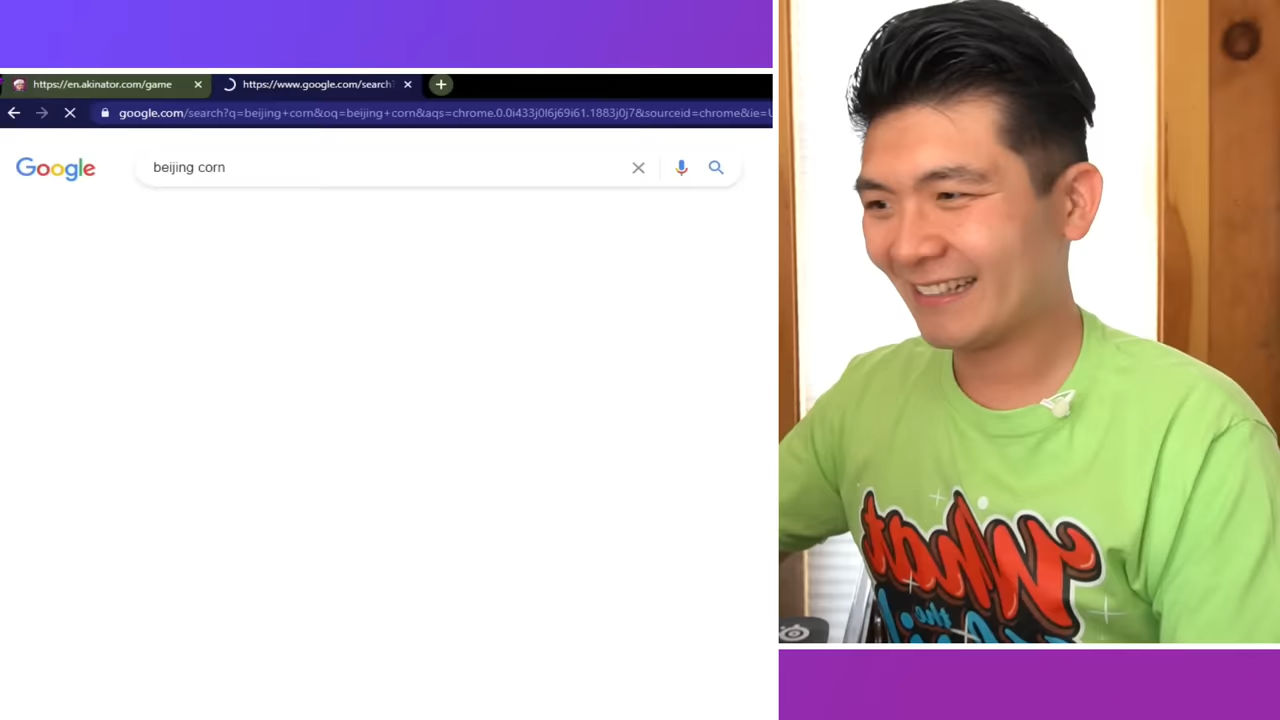 https://en.akinator.com/game
https://www.google.com/search?
google.com/search?q=beijing+corn&oq=beijing+corn&aqs=chrome.0.0i433j0l6j69i61.1883j0j7&sourceid=chrome&ie=U
Google
beijing corn
What
the